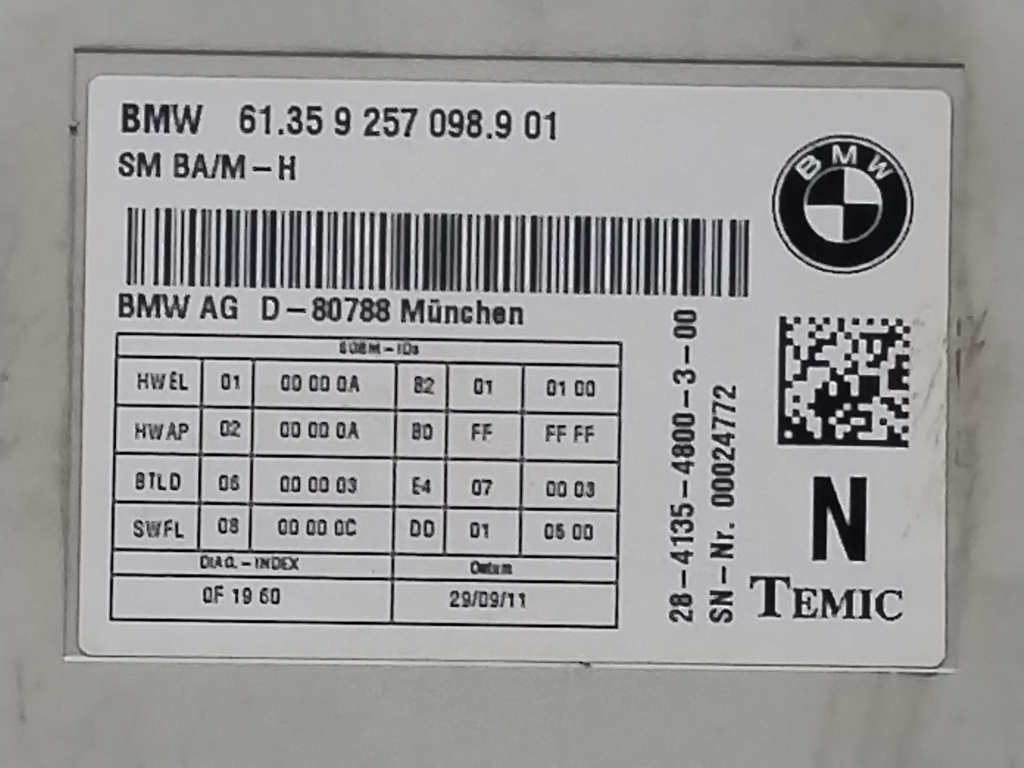 BMW 61.35 9 257 098.9 01
SM BA/M-H
BMW
BMW AG D-80788 München
SGBM-IDs
HWEL 01 00 00 0A B2 01 01 00
HWAP 02 00 00 0A B0 FF FF FF
BTLD 06 00 00 03 E4 07 00 03
SWFL 08 00 00 0C D0 01 05 00
DIAG.-INDEX Datum
0F 19 60 29/09/11
28-4135-4800-3-00
SN-Nr. 00024772
N
TEMIC